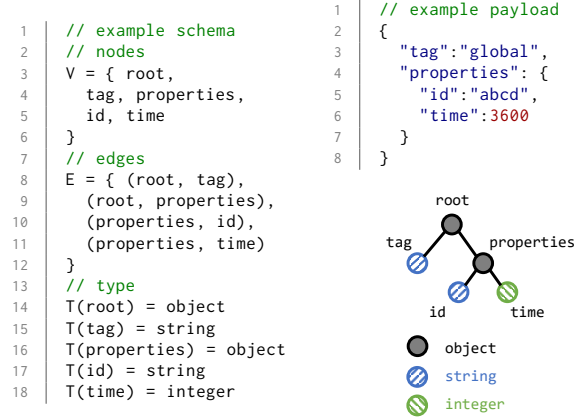 1 // example schema
2 // nodes
3 V = { root,
4 tag, properties,
5 id, time
6 }
7 // edges
8 E = { (root, tag),
9 (root, properties),
10 (properties, id),
11 (properties, time)
12 }
13 // type
14 T(root) = object
15 T(tag) = string
16 T(properties) = object
17 T(id) = string
18 T(time) = integer
1 // example payload
2 {
3 "tag":"global",
4 "properties": {
5 "id":"abcd",
6 "time":3600
7 }
8 }
root
tag properties
id time
object
string
integer